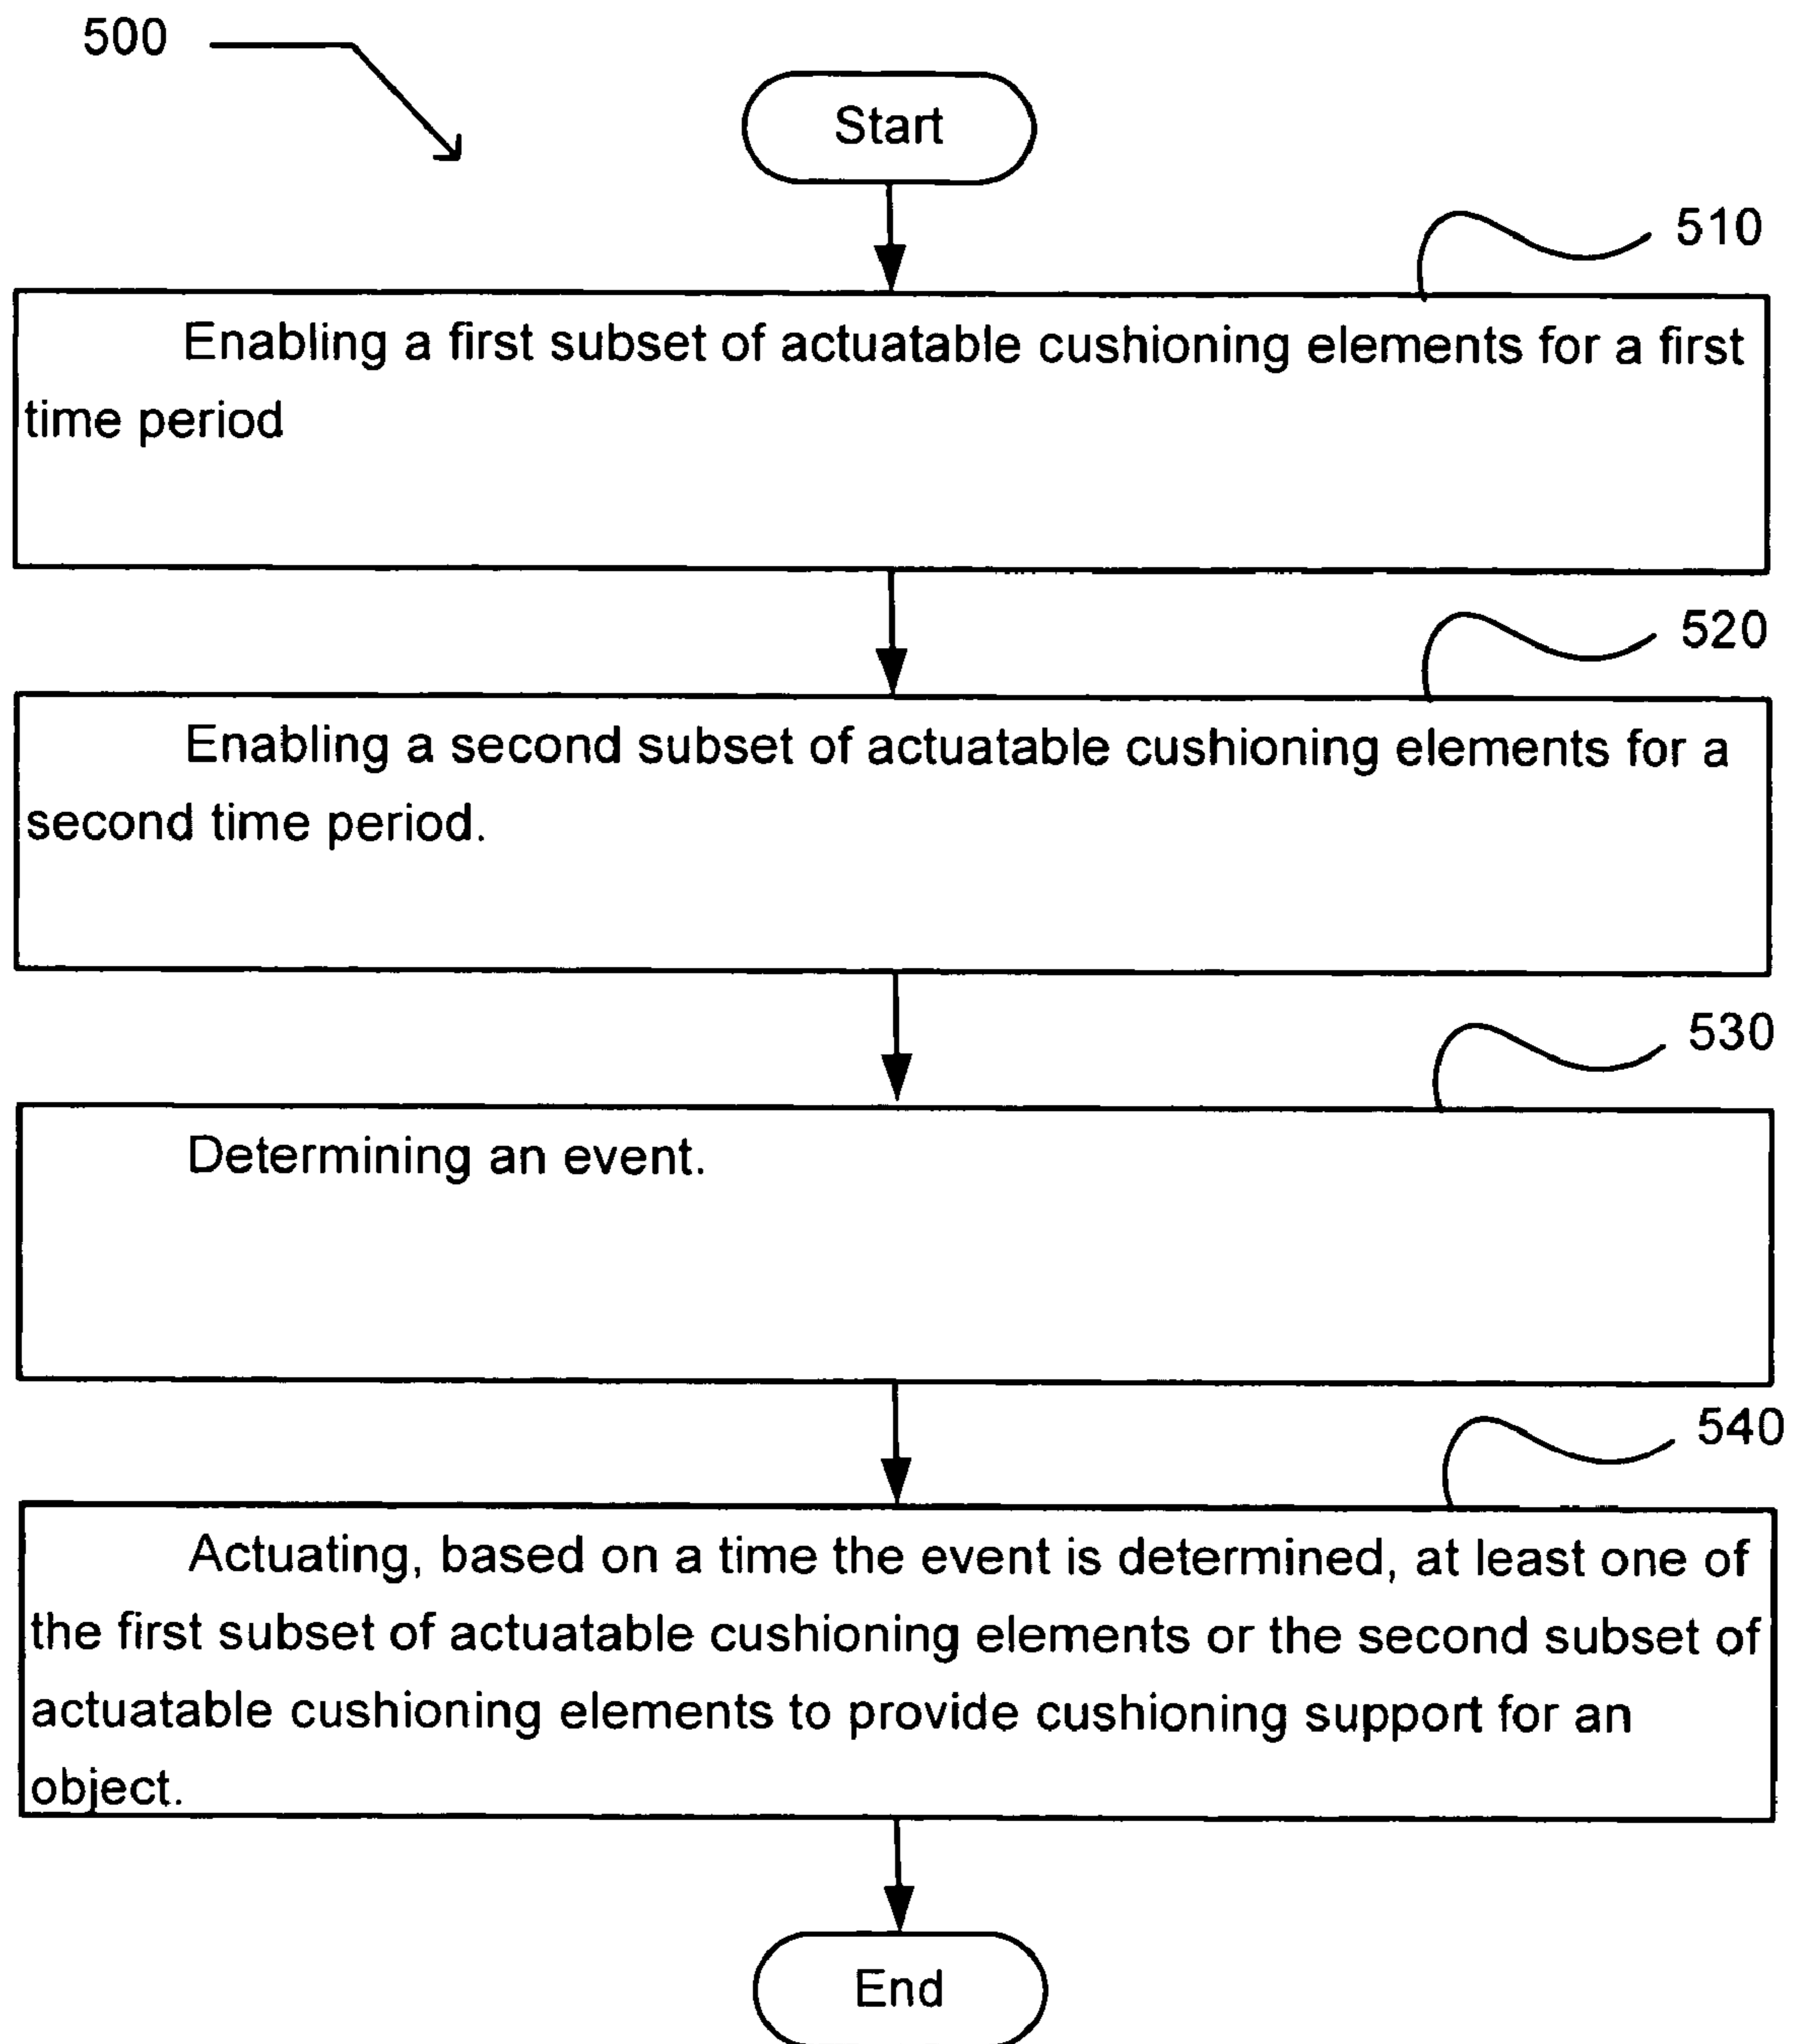 500
Start
510
Enabling a first subset of actuatable cushioning elements for a first
time period
520
Enabling a second subset of actuatable cushioning elements for a
second time period.
530
Determining an event.
540
Actuating, based on a time the event is determined, at least one of
the first subset of actuatable cushioning elements or the second subset of
actuatable cushioning elements to provide cushioning support for an
object.
End